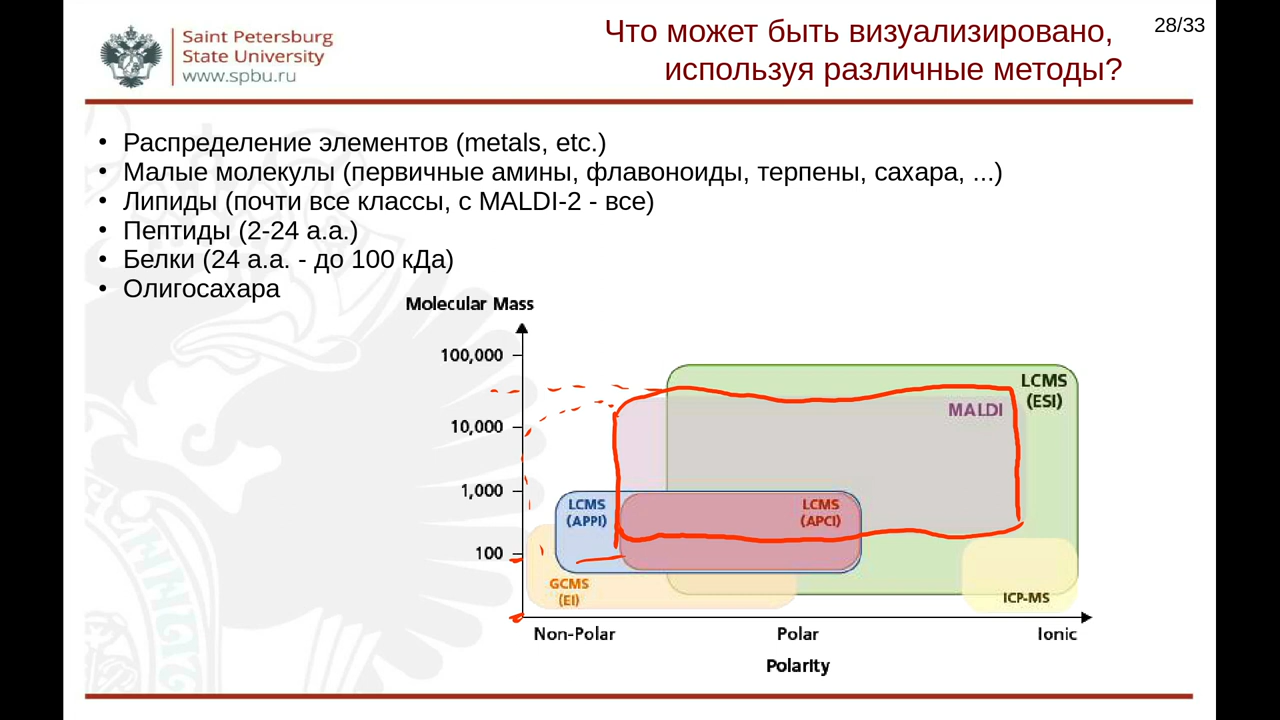 Saint Petersburg
State University
www.spbu.ru
Что может быть визуализировано,
используя различные методы?
28/33
• Распределение элементов (metals, etc.)
• Малые молекулы (первичные амины, флавоноиды, терпены, сахара, ...)
• Липиды (почти все классы, с MALDI-2 - все)
• Пептиды (2-24 а.а.)
• Белки (24 а.а. - до 100 кДа)
• Олигосахара
Molecular Mass
100,000
10,000
1,000
100
LCMS
(ESI)
MALDI
LCMS
(APPI)
LCMS
(APCI)
GCMS
(EI)
ICP-MS
Non-Polar
Polar
Ionic
Polarity